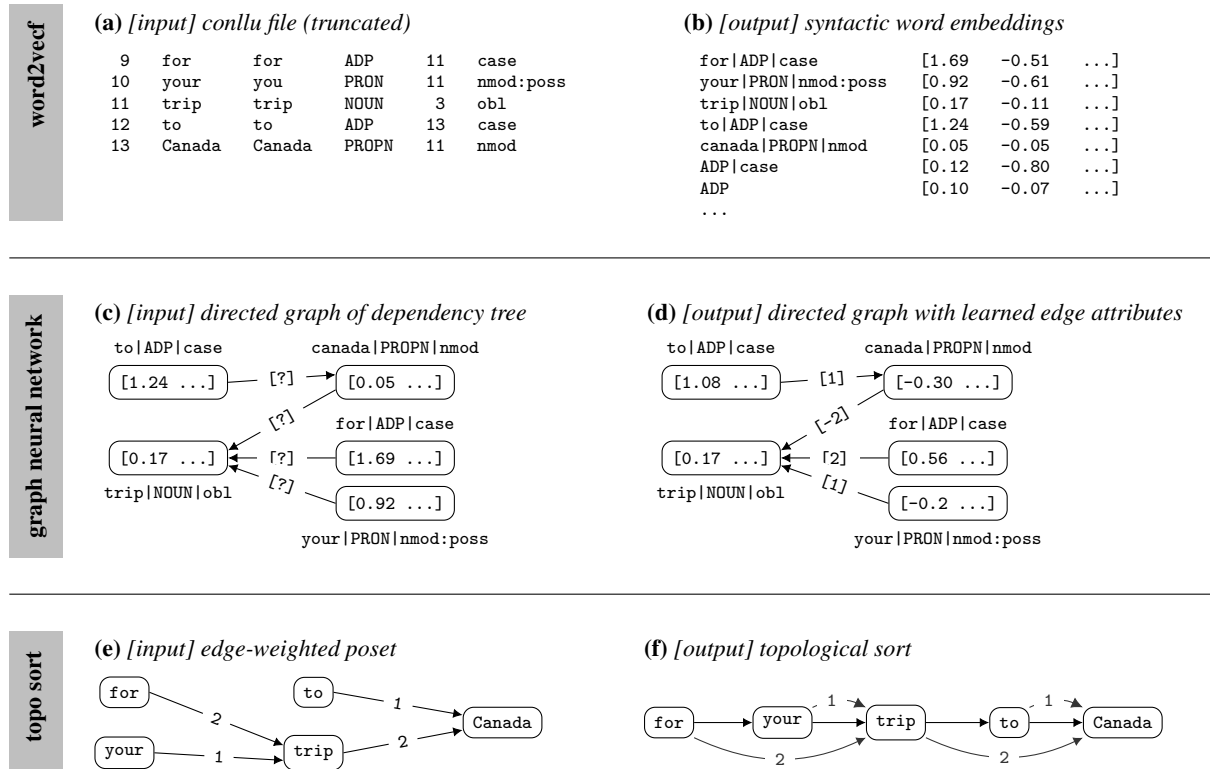 word2vecf
(a) [input] conllu file (truncated)
9 for for ADP 11 case
10 your you PRON 11 nmod:poss
11 trip trip NOUN 3 obl
12 to to ADP 13 case
13 Canada Canada PROPN 11 nmod
(b) [output] syntactic word embeddings
for|ADP|case [1.69 -0.51 ...]
your|PRON|nmod:poss [0.92 -0.61 ...]
trip|NOUN|obl [0.17 -0.11 ...]
to|ADP|case [1.24 -0.59 ...]
canada|PROPN|nmod [0.05 -0.05 ...]
ADP|case [0.12 -0.80 ...]
ADP [0.10 -0.07 ...]
...
graph neural network
(c) [input] directed graph of dependency tree
to|ADP|case canada|PROPN|nmod
[1.24 ...] [?] [0.05 ...]
[?]
for|ADP|case
[0.17 ...] [?] [1.69 ...]
[?]
trip|NOUN|obl [0.92 ...]
your|PRON|nmod:poss
(d) [output] directed graph with learned edge attributes
to|ADP|case canada|PROPN|nmod
[1.08 ...] [1] [-0.30 ...]
[-2]
for|ADP|case
[0.17 ...] [2] [0.56 ...]
[1]
trip|NOUN|obl [-0.2 ...]
your|PRON|nmod:poss
topo sort
(e) [input] edge-weighted poset
for to
2 1
Canada
your 1 trip 2
(f) [output] topological sort
1 1
for your trip to Canada
2 2